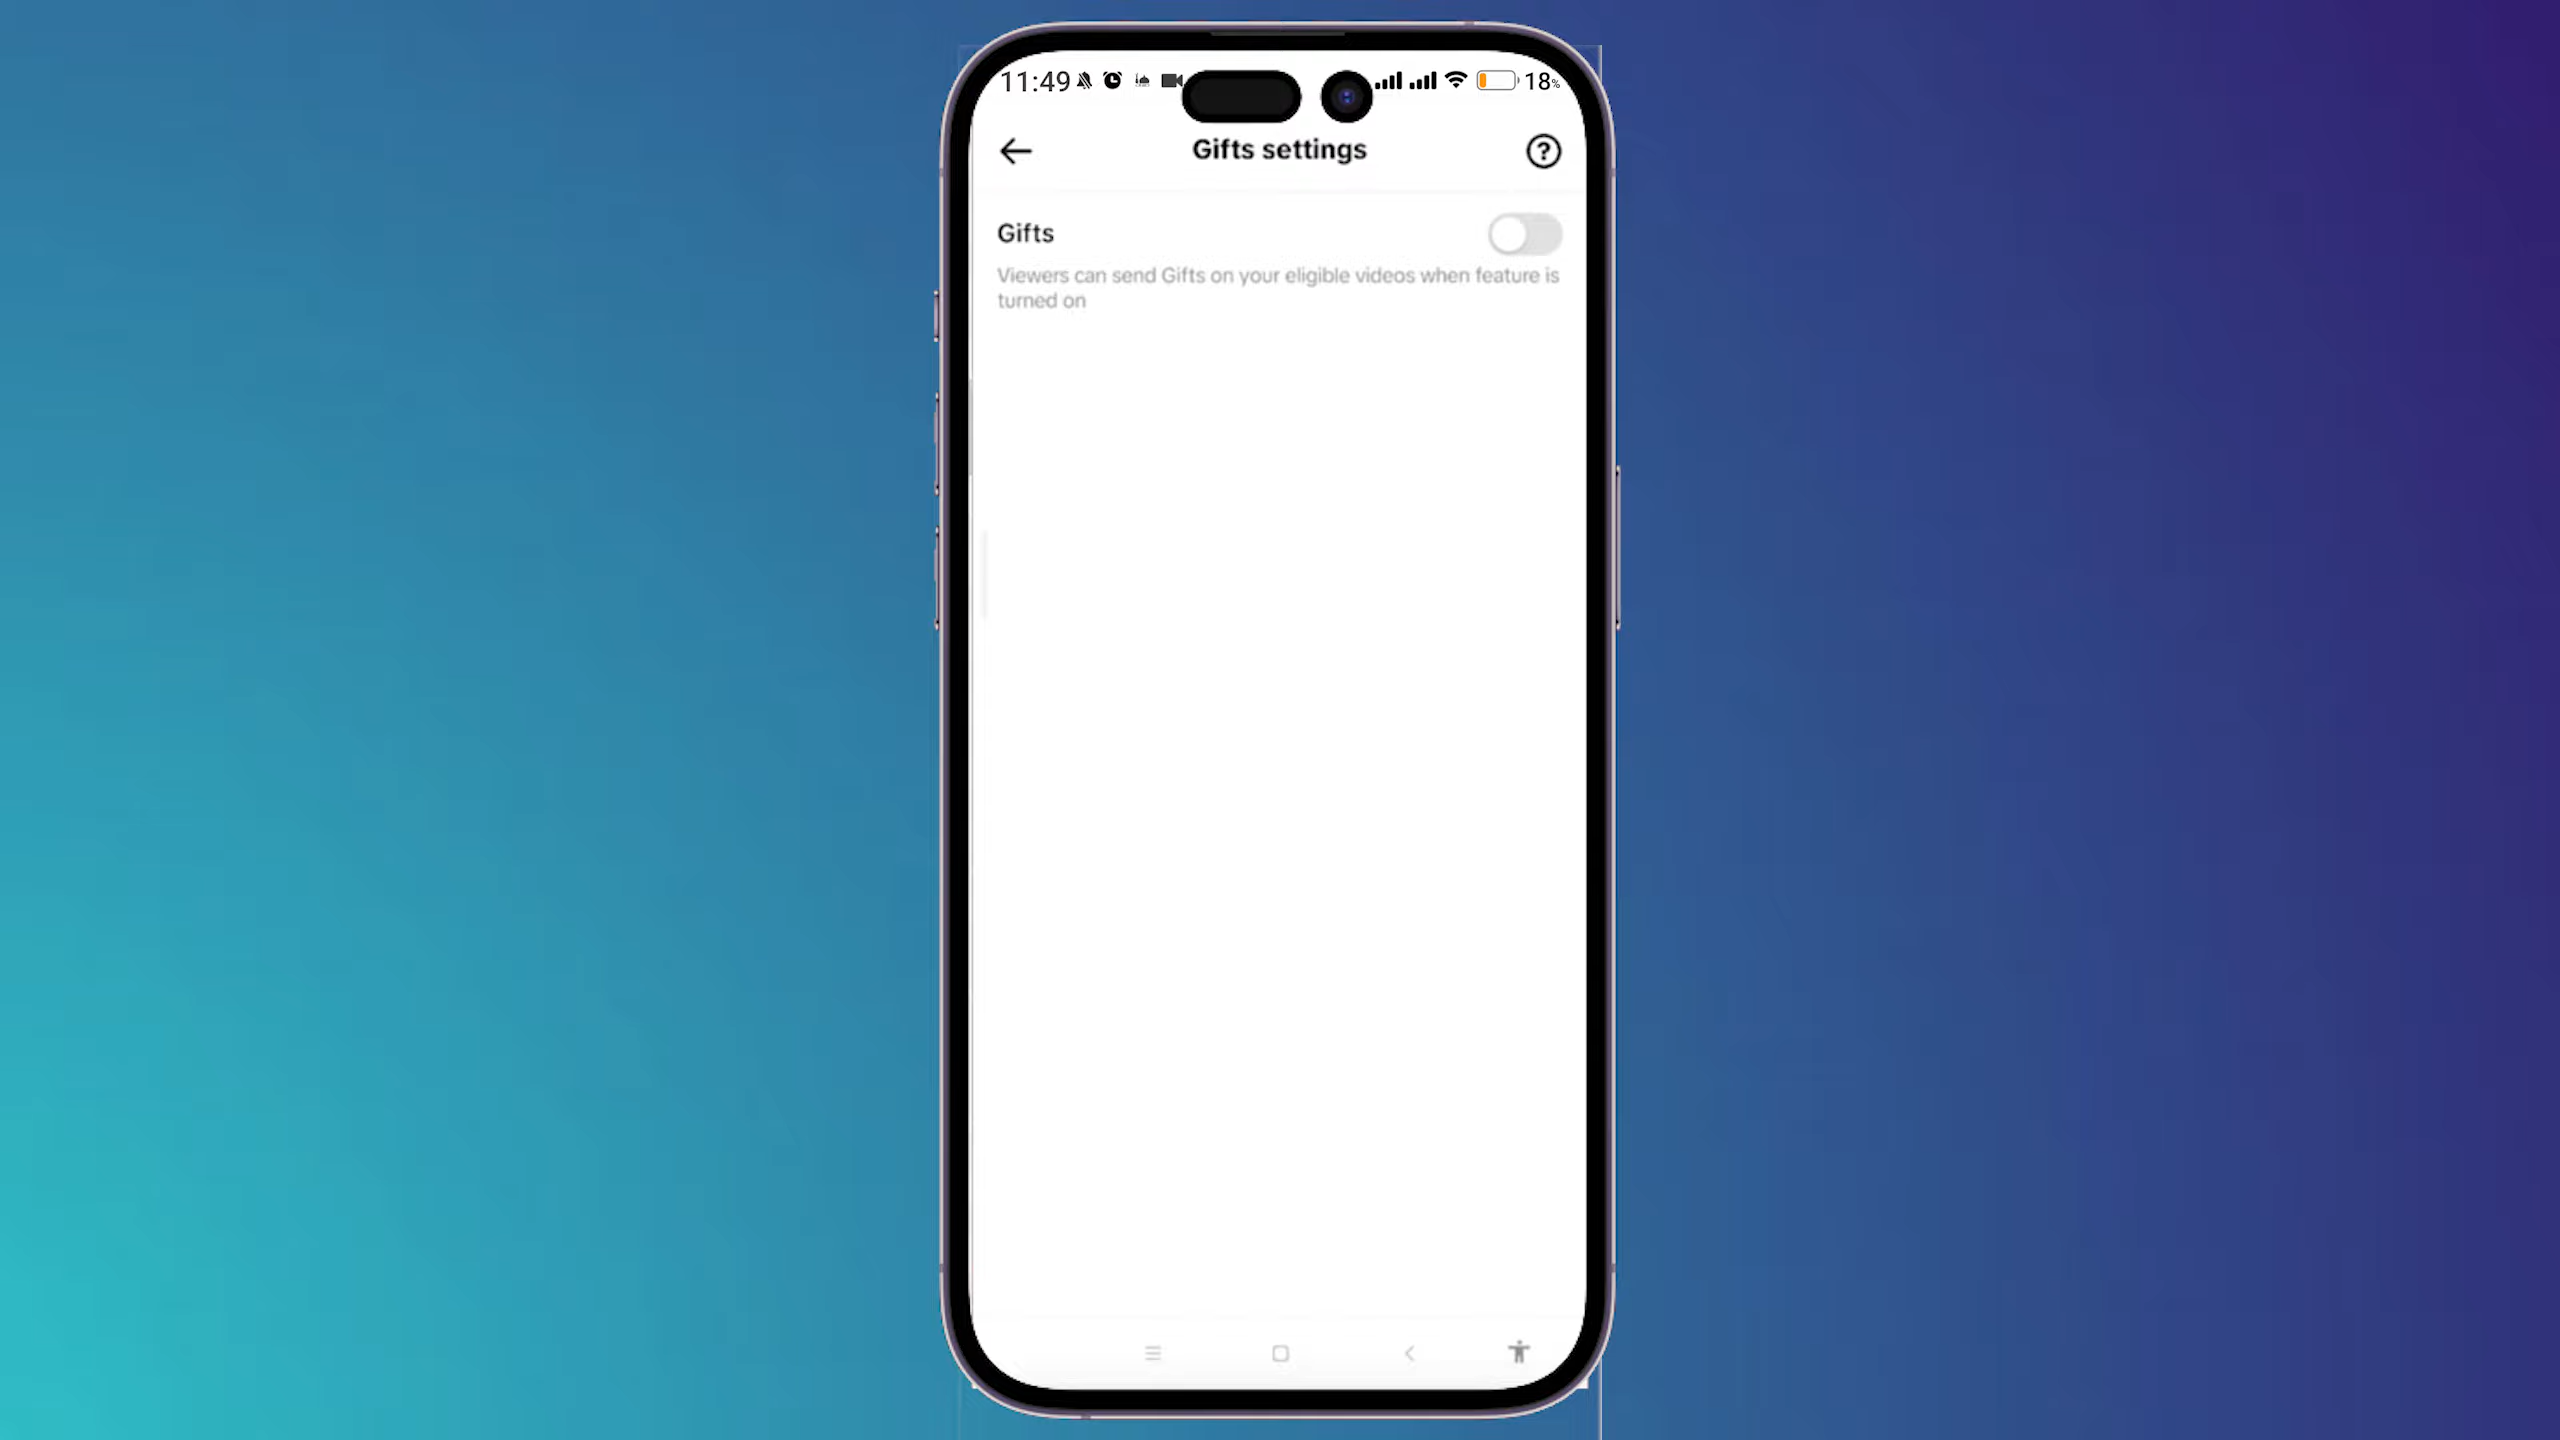 11:49 18%
Gifts settings
Gifts
Viewers can send Gifts on your eligible videos when feature is
turned on